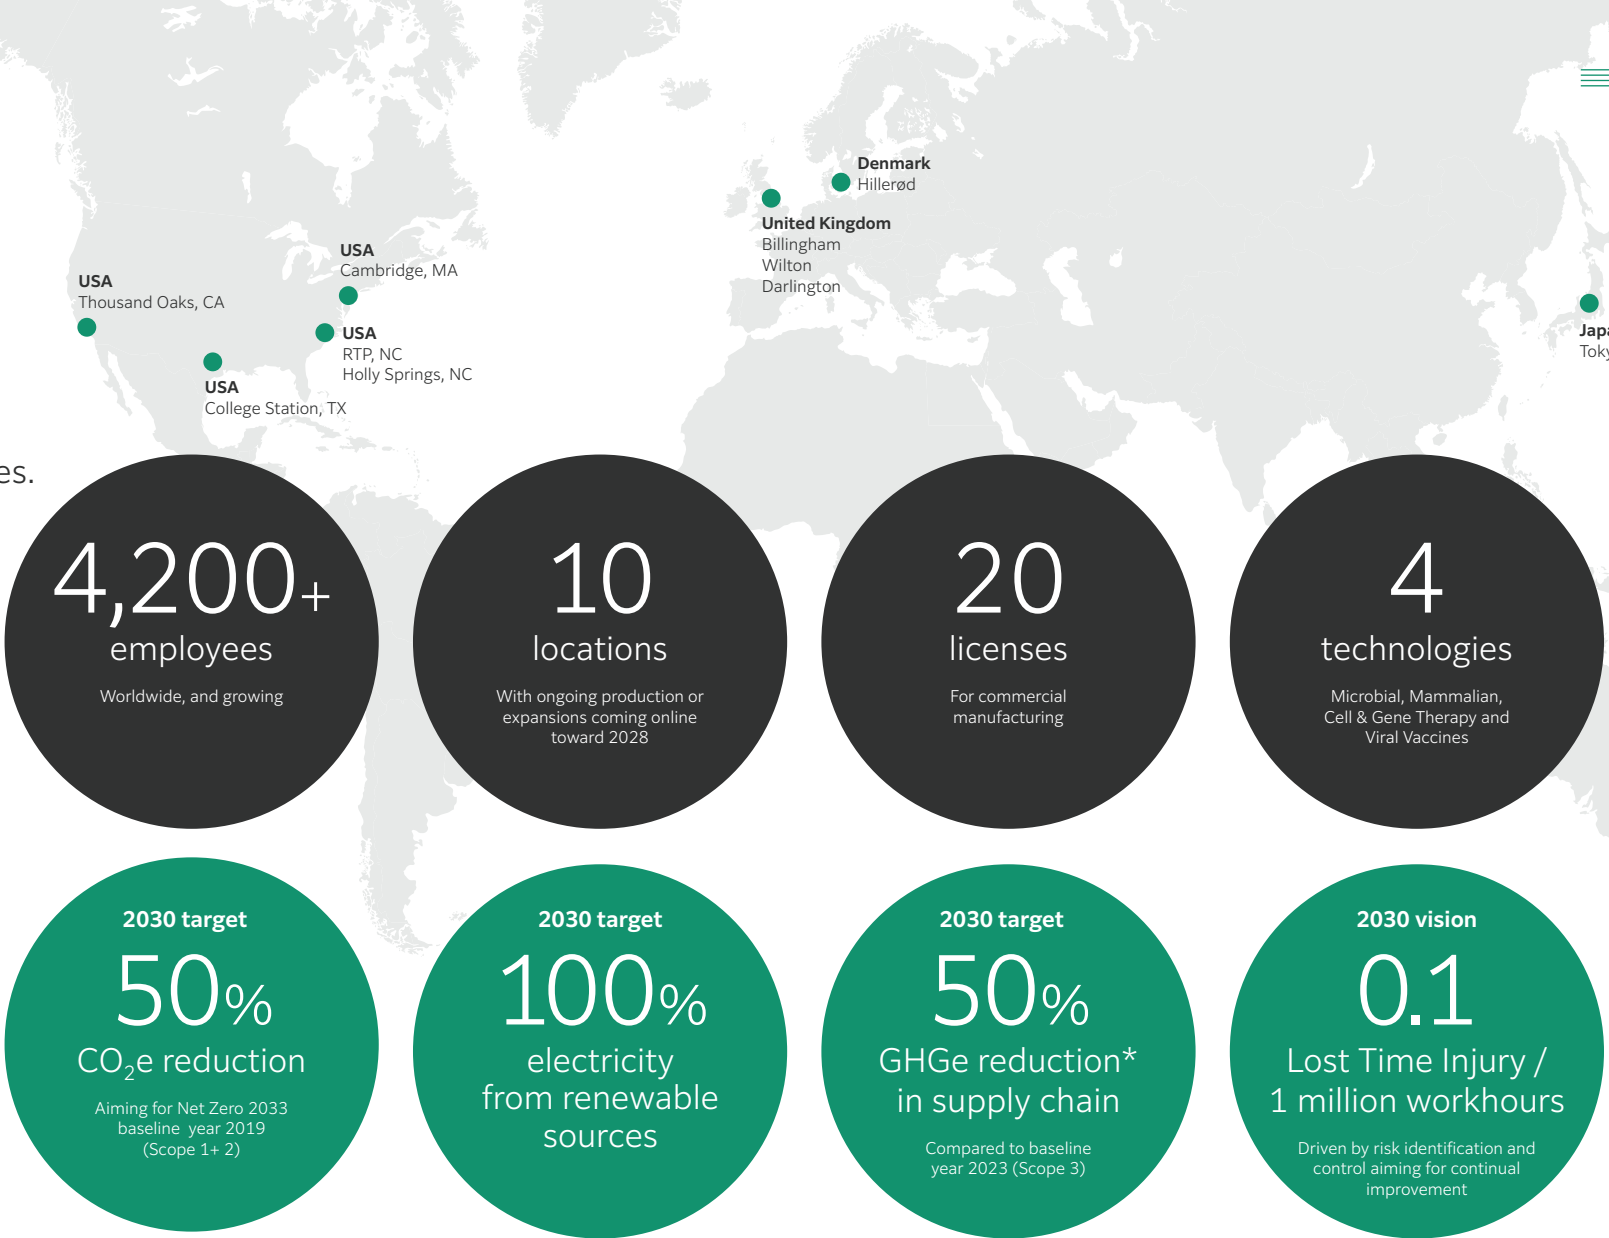 Denmark
Hillerød
United Kingdom
Billingham
Wilton
Darlington
USA
Cambridge, MA
USA
Thousand Oaks, CA
USA
RTP, NC
Holly Springs, NC
USA
College Station, TX
es.
4,200+
employees
Worldwide, and growing
10
locations
With ongoing production or
expansions coming online
toward 2028
20
licenses
For commercial
manufacturing
4
technologies
Microbial, Mammalian,
Cell & Gene Therapy and
Viral Vaccines
2030 target
50%
CO₂e reduction
Aiming for Net Zero 2033
baseline year 2019
(Scope 1+ 2)
2030 target
100%
electricity
from renewable
sources
2030 target
50%
GHGe reduction*
in supply chain
Compared to baseline
year 2023 (Scope 3)
2030 vision
0.1
Lost Time Injury /
1 million workhours
Driven by risk identification and
control aiming for continual
improvement